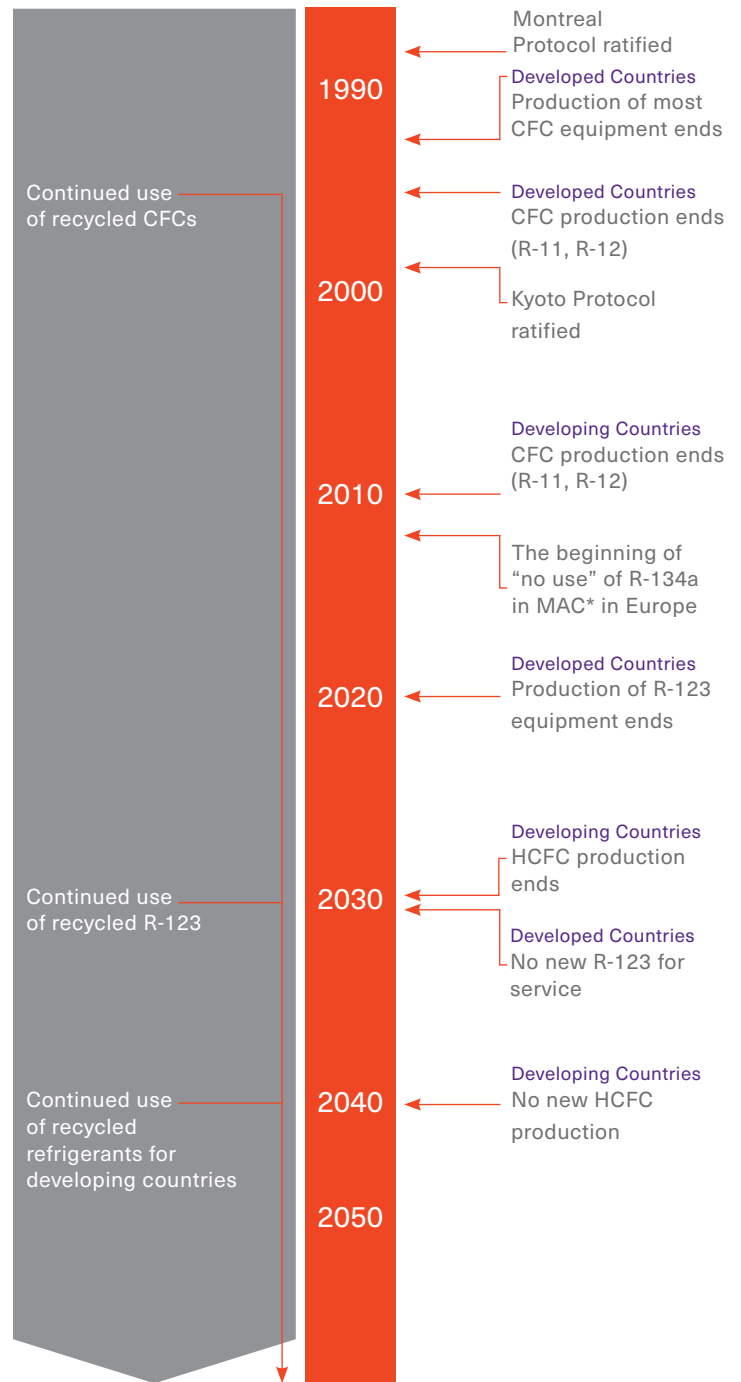 Montreal
Protocol ratified
1990
Developed Countries
Production of most
CFC equipment ends
Continued use
of recycled CFCs
Developed Countries
CFC production ends
(R-11, R-12)
2000
Kyoto Protocol
ratified
Developing Countries
CFC production ends
(R-11, R-12)
2010
The beginning of
“no use” of R-134a
in MAC* in Europe
Developed Countries
Production of R-123
equipment ends
2020
Developing Countries
HCFC production
ends
Continued use
of recycled R-123
2030
Developed Countries
No new R-123 for
service
Continued use
of recycled
refrigerants for
developing countries
2040
Developing Countries
No new HCFC
production
2050